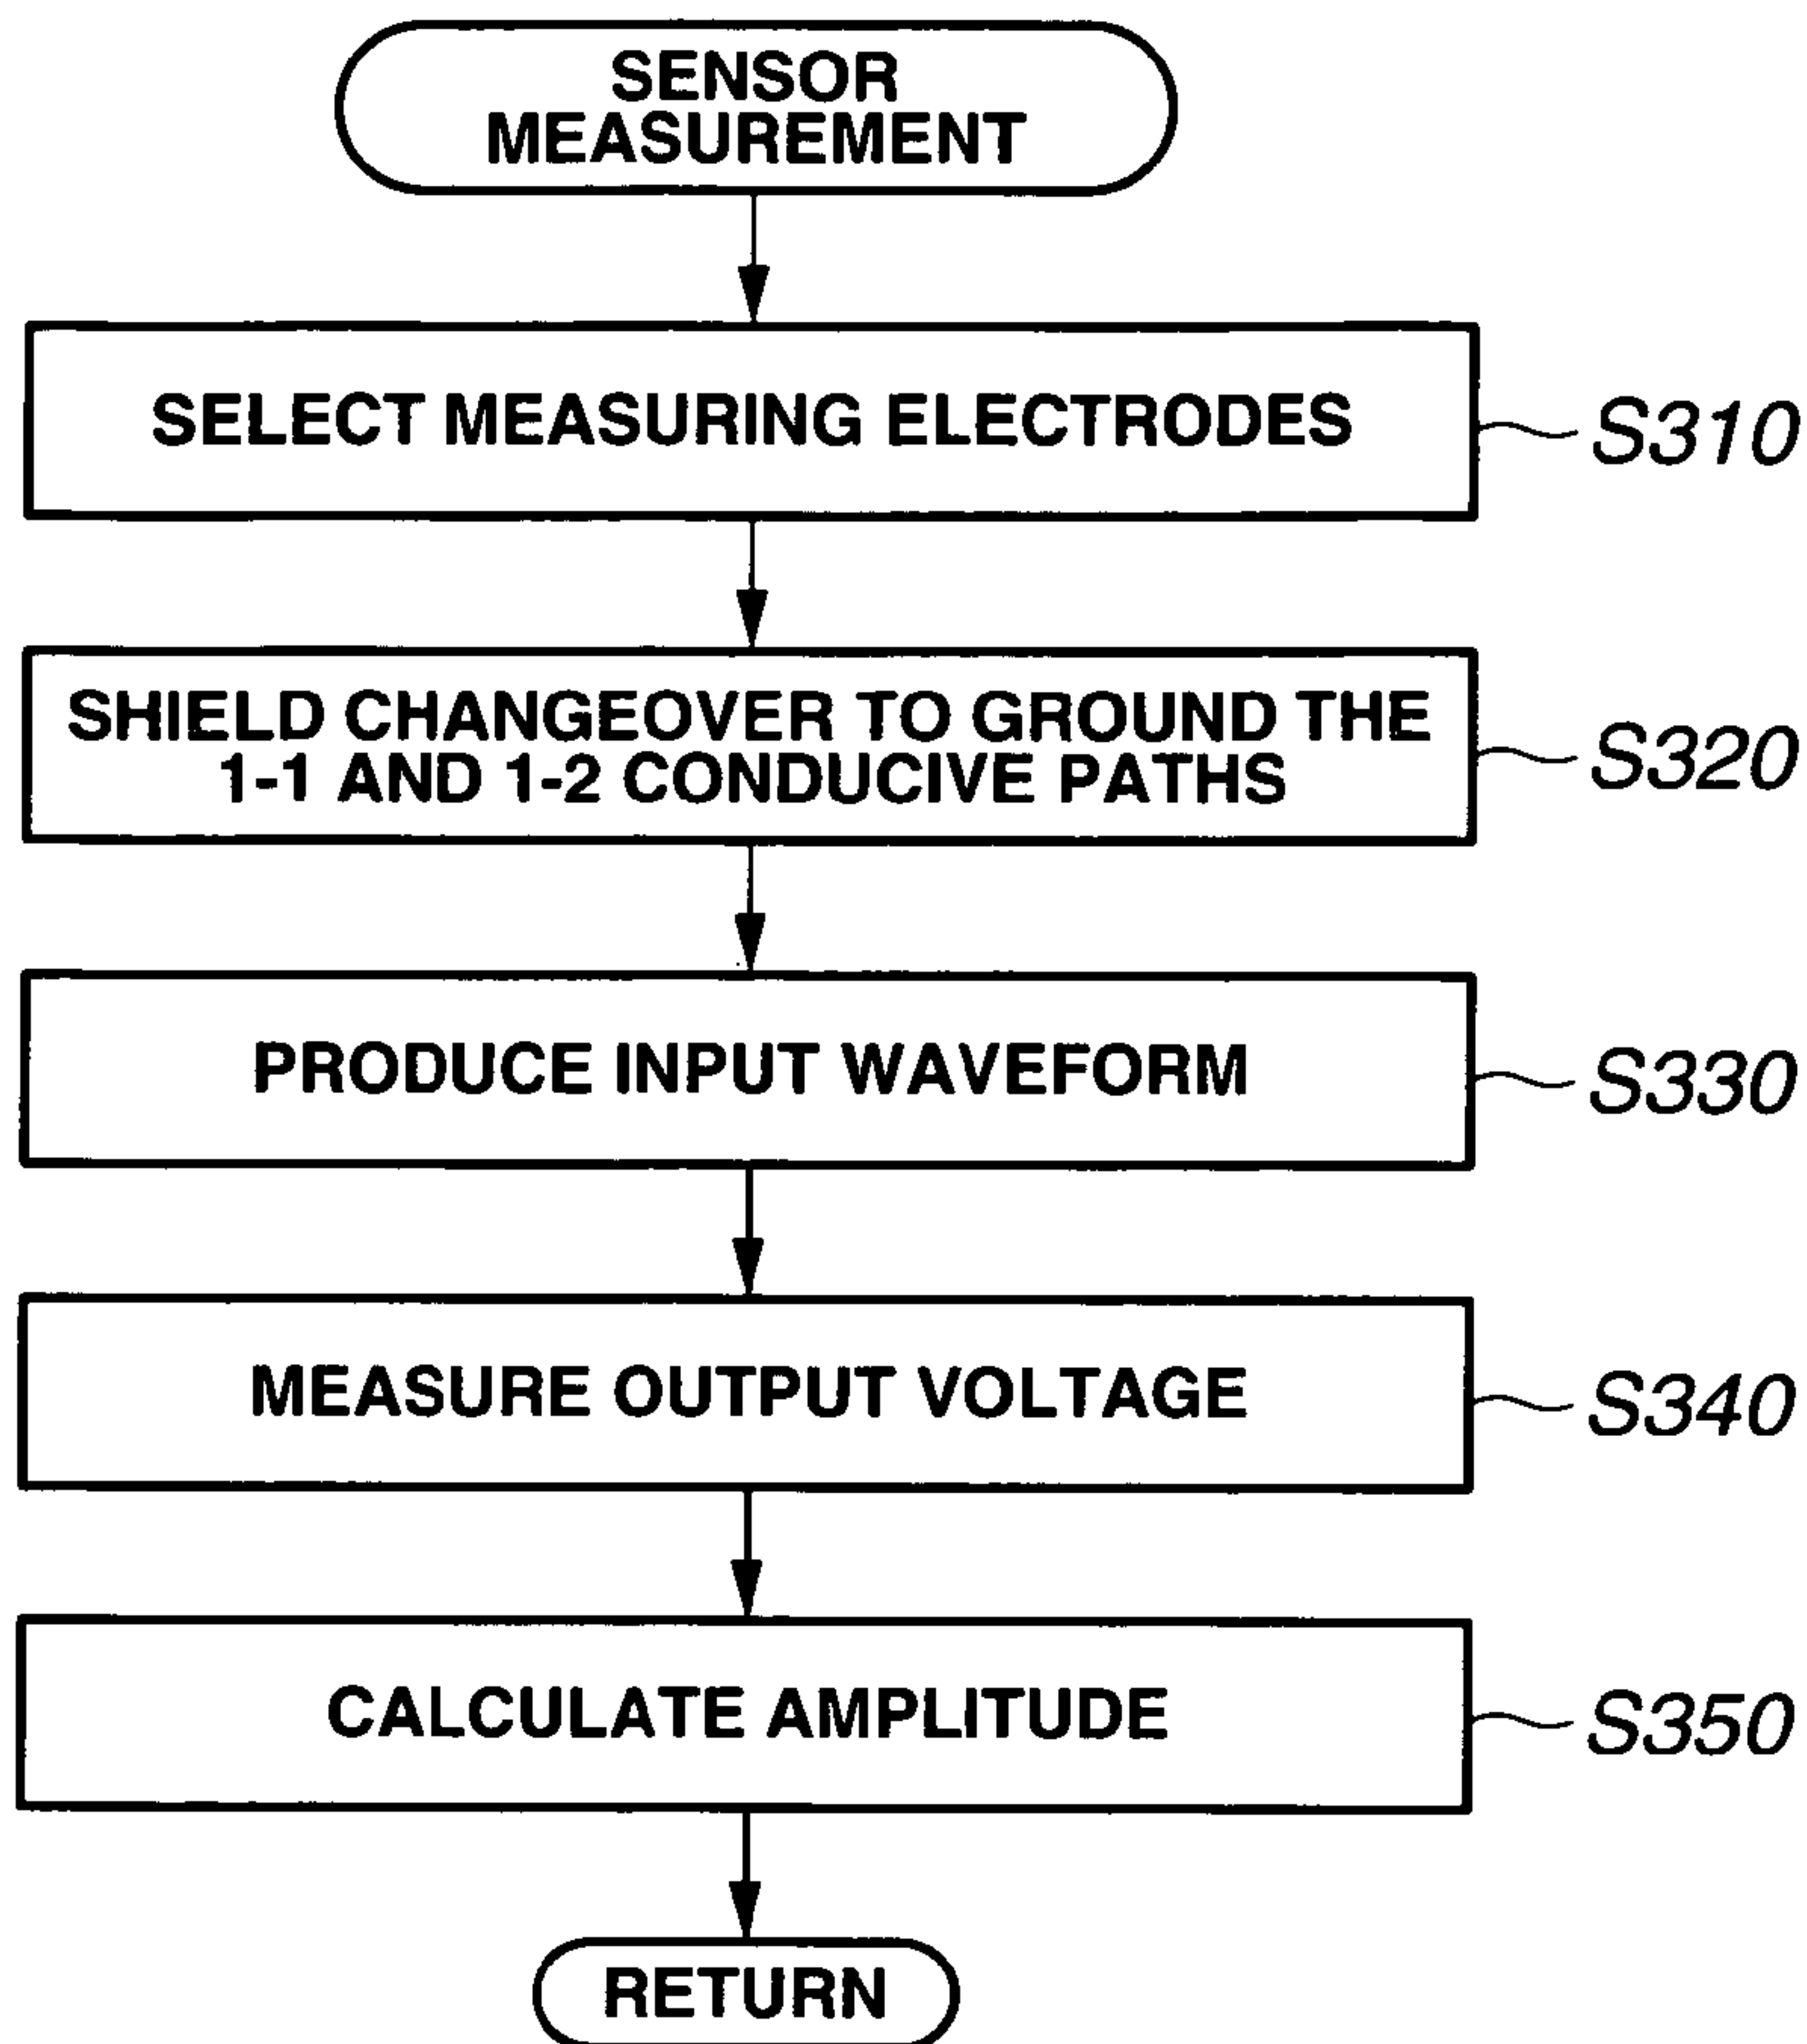 SENSOR
MEASUREMENT
SELECT MEASURING ELECTRODES
S310
SHIELD CHANGEOVER TO GROUND THE
1-1 AND 1-2 CONDUCIVE PATHS
S320
PRODUCE INPUT WAVEFORM
S330
MEASURE OUTPUT VOLTAGE
S340
CALCULATE AMPLITUDE
S350
RETURN